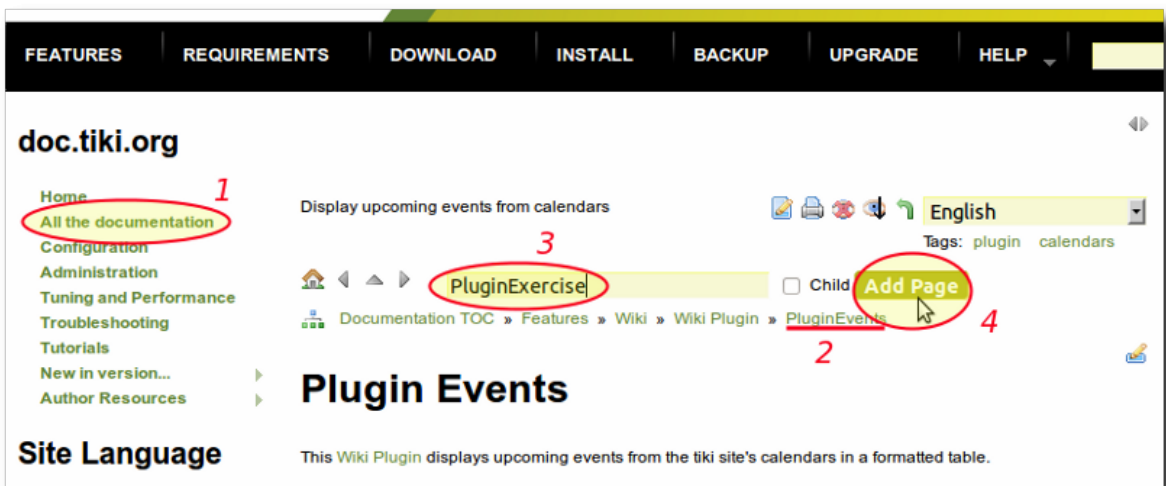 FEATURES REQUIREMENTS DOWNLOAD INSTALL BACKUP UPGRADE HELP
doc.tiki.org
Home
1
All the documentation
Configuration
Administration
Tuning and Performance
Troubleshooting
Tutorials
New in version...
Author Resources
Site Language
Display upcoming events from calendars
English
Tags: plugin calendars
3
PluginExercise
Child
Add Page
4
Documentation TOC » Features » Wiki » Wiki Plugin » PluginEvents
2
Plugin Events
This Wiki Plugin displays upcoming events from the tiki site's calendars in a formatted table.